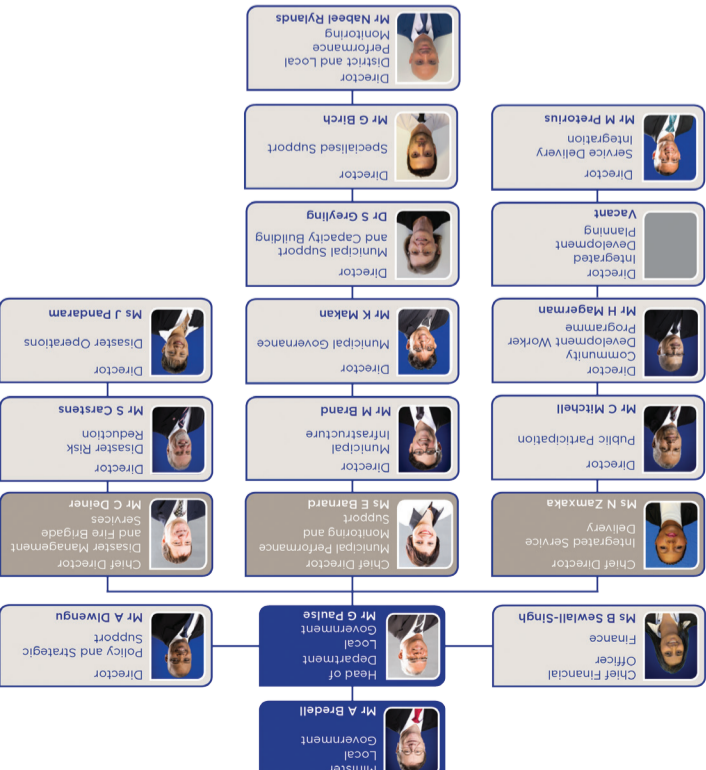 Minister
Local
Government
Mr A Bredell
Chief Financial
Officer
Finance
Ms B Sewlall-Singh
Head of
Department
Local
Government
Mr G Paulse
Director
Policy and Strategic
Support
Mr A Dlwengu
Chief Director
Integrated Service
Delivery
Ms N Zamxaka
Director
Public Participation
Mr C Mitchell
Director
Community
Development Worker
Programme
Mr H Magerman
Director
Integrated
Development
Planning
Vacant
Director
Service Delivery
Integration
Mr M Pretorius
Chief Director
Municipal Performance
Monitoring and
Support
Ms E Barnard
Director
Municipal
Infrastructure
Mr M Brand
Director
Municipal Governance
Mr K Makan
Director
Municipal Support
and Capacity Building
Dr S Greyling
Director
Specialised Support
Mr G Birch
Director
District and Local
Performance
Monitoring
Mr Nabeel Rylands
Chief Director
Disaster Management
and Fire Brigade
Services
Mr C Deiner
Director
Disaster Risk
Reduction
Mr S Carstens
Director
Disaster Operations
Ms J Pandaram